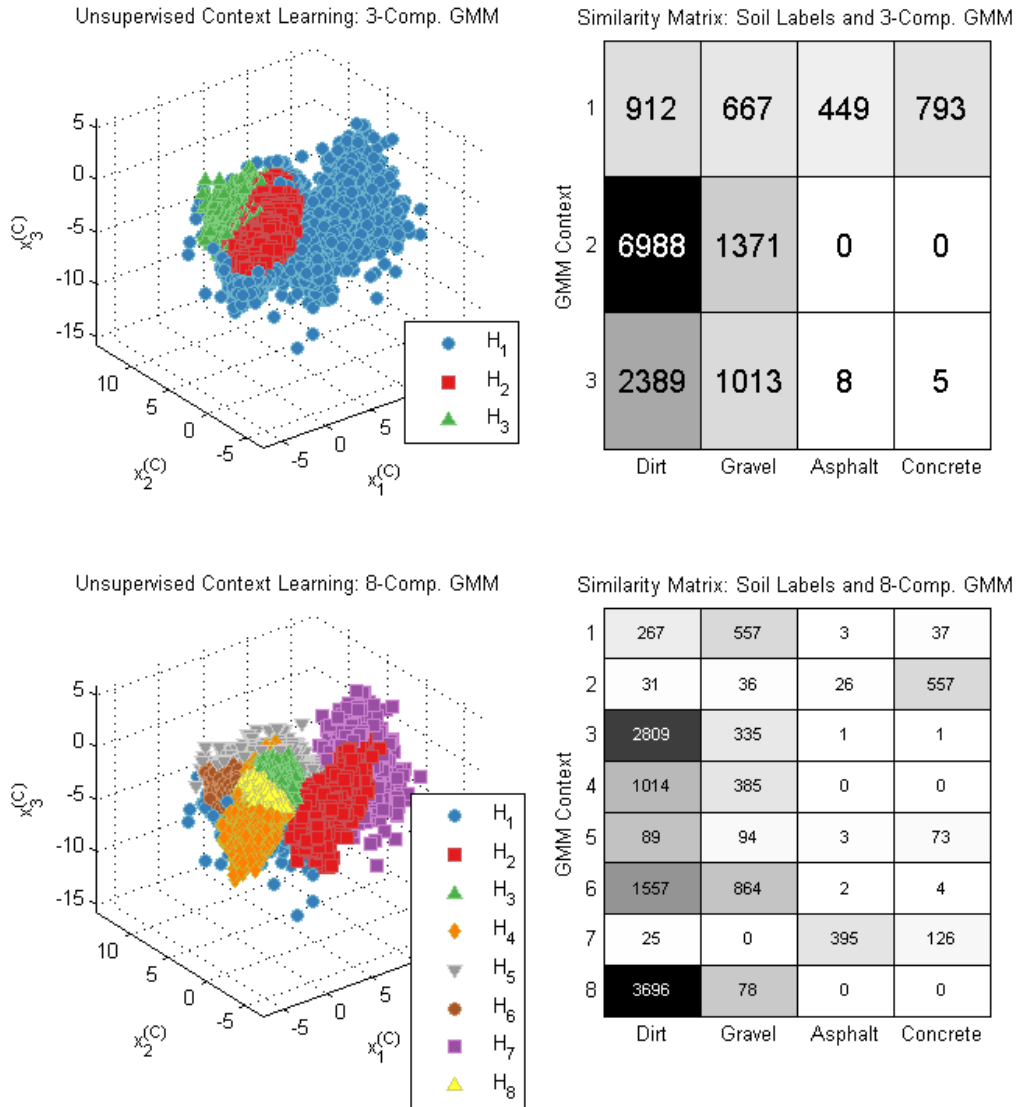 Unsupervised Context Learning: 3-Comp. GMM
5
0
-5
-10
-15
x3(C)
10
5
0
-5
x2(C)
-5
0
5
x1(C)
H1
H2
H3
Similarity Matrix: Soil Labels and 3-Comp. GMM
GMM Context
1 912 667 449 793
2 6988 1371 0 0
3 2389 1013 8 5
Dirt Gravel Asphalt Concrete
Unsupervised Context Learning: 8-Comp. GMM
5
0
-5
-10
-15
x3(C)
10
5
0
-5
x2(C)
-5
0
5
x1(C)
H1
H2
H3
H4
H5
H6
H7
H8
Similarity Matrix: Soil Labels and 8-Comp. GMM
GMM Context
1 267 557 3 37
2 31 36 26 557
3 2809 335 1 1
4 1014 385 0 0
5 89 94 3 73
6 1557 864 2 4
7 25 0 395 126
8 3696 78 0 0
Dirt Gravel Asphalt Concrete